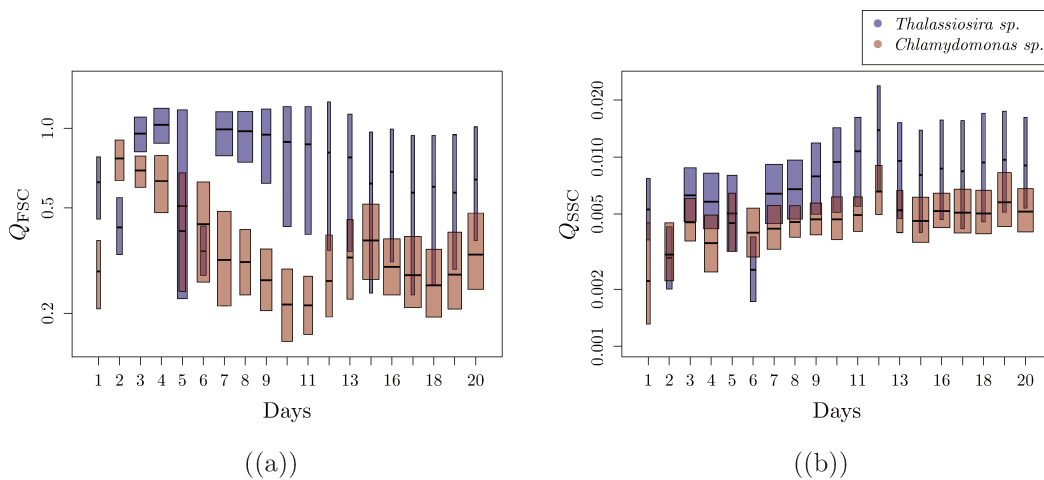 Thalassiosira sp.
Chlamydomonas sp.
Q_FSC
1.0
0.5
0.2
1 2 3 4 5 6 7 8 9 11 13 16 18 20
Days
((a))
Q_SSC
0.020
0.010
0.005
0.002
0.001
1 2 3 4 5 6 7 8 9 11 13 16 18 20
Days
((b))